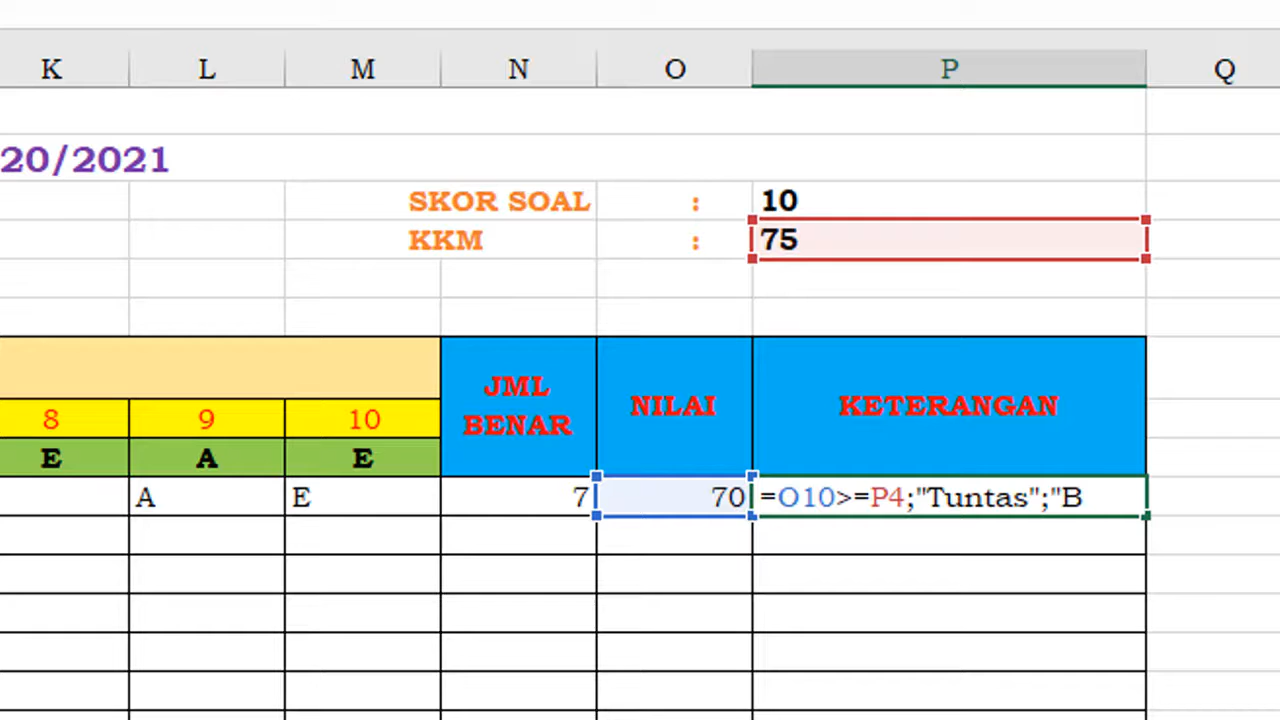 K L M N O P Q
20/2021
SKOR SOAL : 10
KKM : 75
JML BENAR NILAI KETERANGAN
8 9 10
E A E
A E 7 70 =O10>=P4;"Tuntas";"B